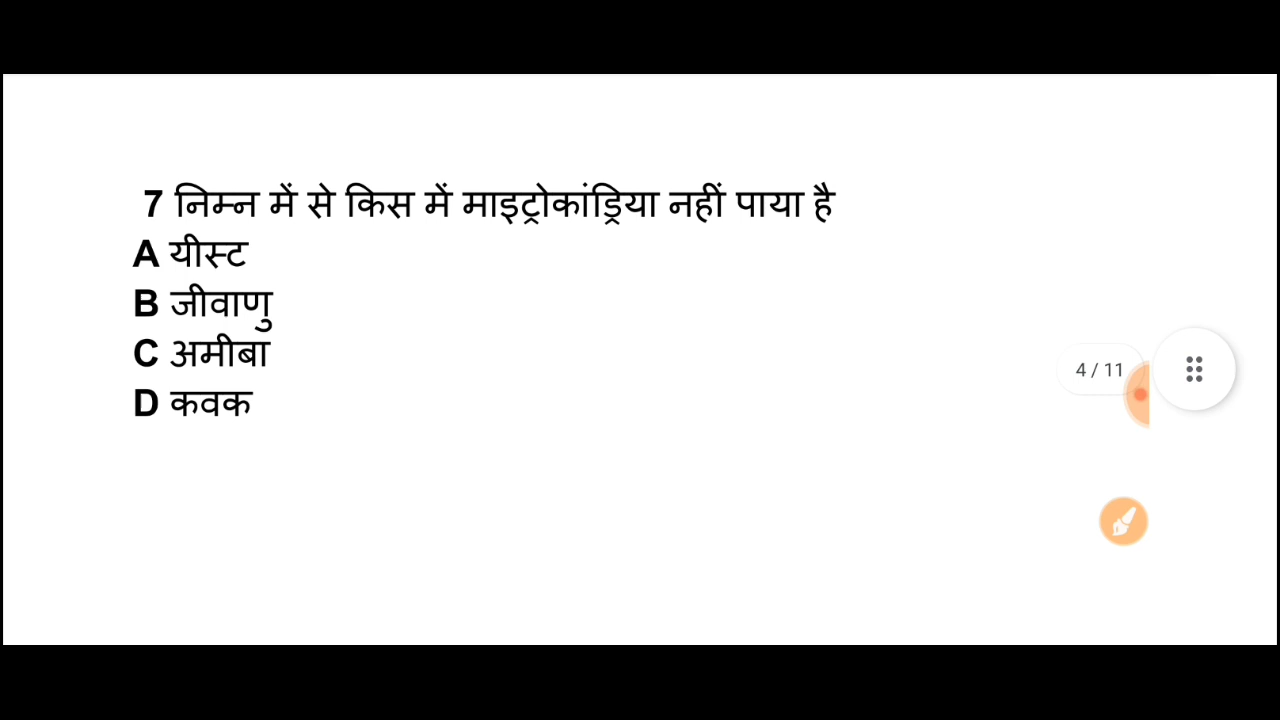 7 निम्न में से किस में माइट्रोकांड्रिया नहीं पाया है
A यीस्ट
B जीवाणु
C अमीबा
D कवक
4 / 11